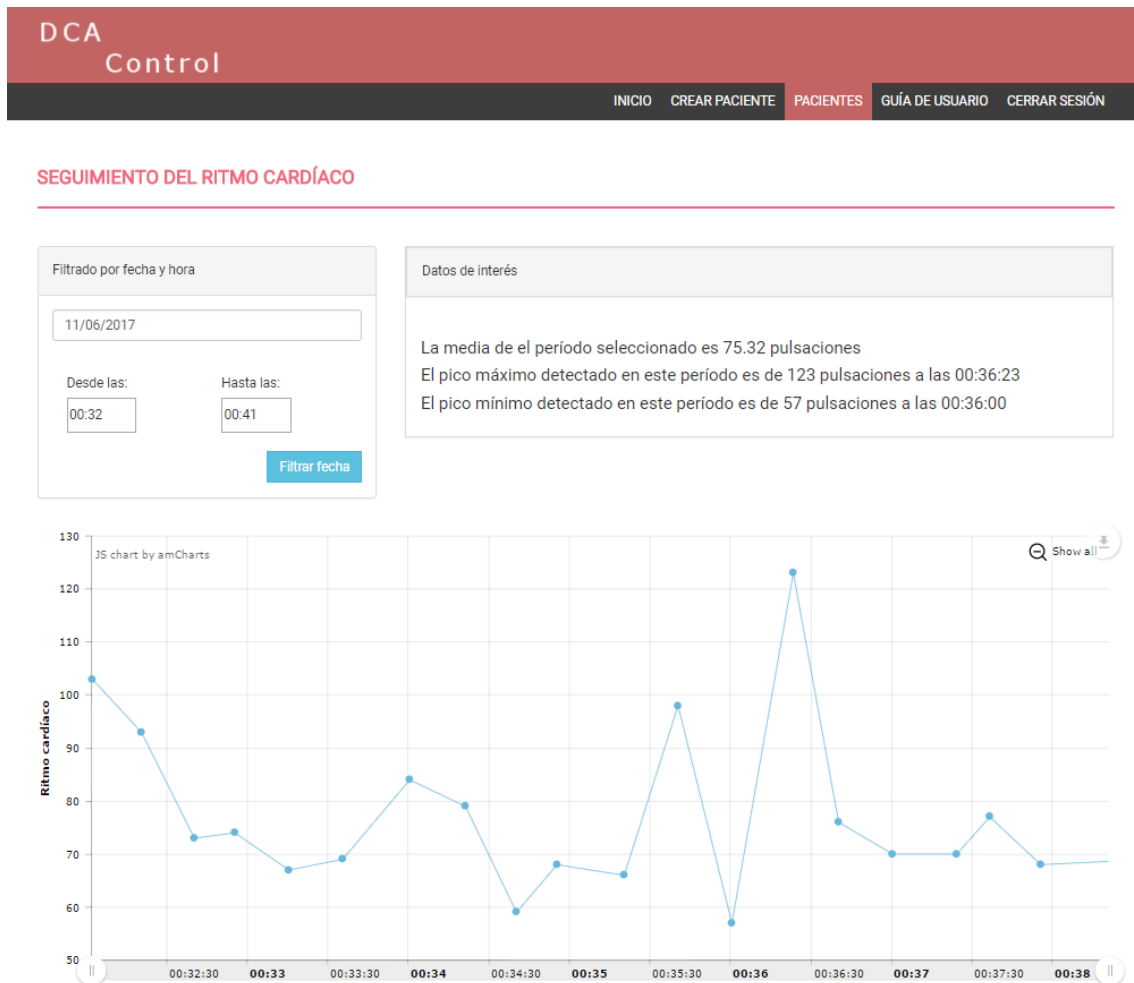 DCA
Control
INICIO CREAR PACIENTE PACIENTES GUÍA DE USUARIO CERRAR SESIÓN
SEGUIMIENTO DEL RITMO CARDÍACO
Filtrado por fecha y hora
11/06/2017
Desde las: Hasta las:
00:32 00:41
Filtrar fecha
Datos de interés
La media de el período seleccionado es 75.32 pulsaciones
El pico máximo detectado en este período es de 123 pulsaciones a las 00:36:23
El pico mínimo detectado en este período es de 57 pulsaciones a las 00:36:00
JS chart by amCharts
Show all
Ritmo cardíaco
130
120
110
100
90
80
70
60
50
00:32:30 00:33 00:33:30 00:34 00:34:30 00:35 00:35:30 00:36 00:36:30 00:37 00:37:30 00:38